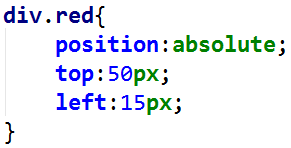 div.red{
    position:absolute;
    top:50px;
    left:15px;
}